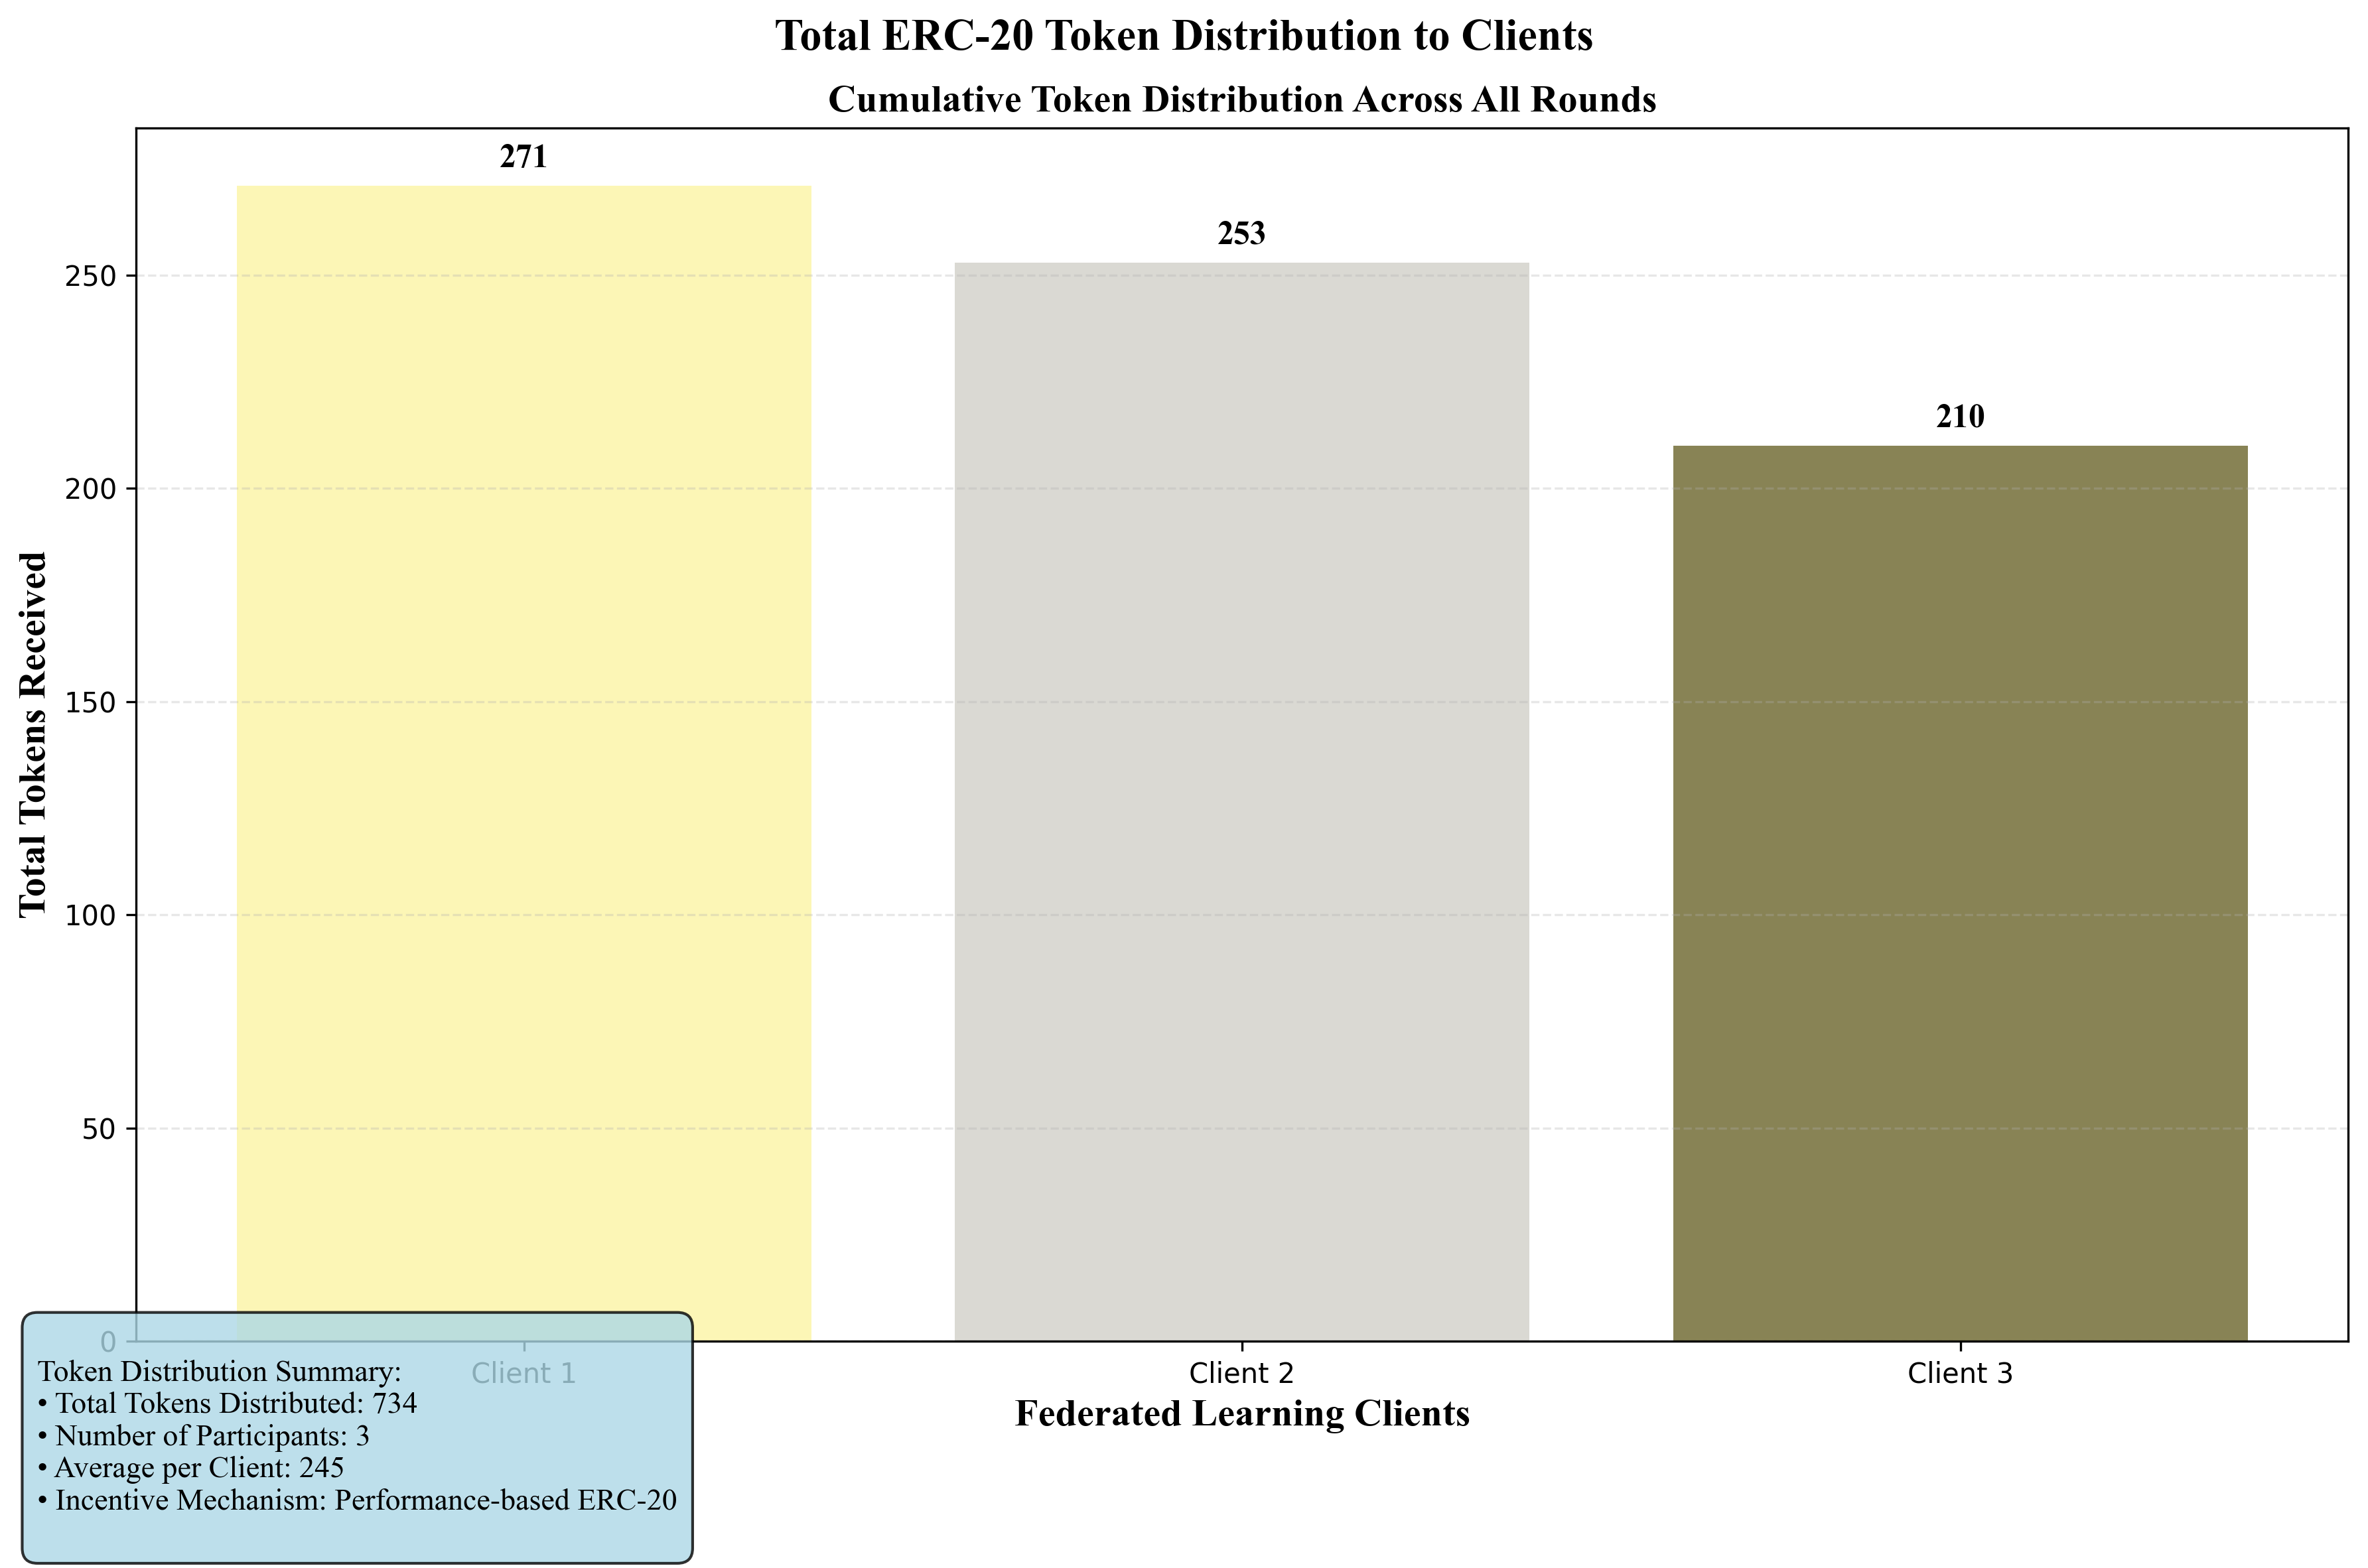 Total ERC-20 Token Distribution to Clients
Cumulative Token Distribution Across All Rounds
271
253
210
250
200
150
100
50
0
Total Tokens Received
Client 1
Client 2
Client 3
Federated Learning Clients
Token Distribution Summary:
• Total Tokens Distributed: 734
• Number of Participants: 3
• Average per Client: 245
• Incentive Mechanism: Performance-based ERC-20